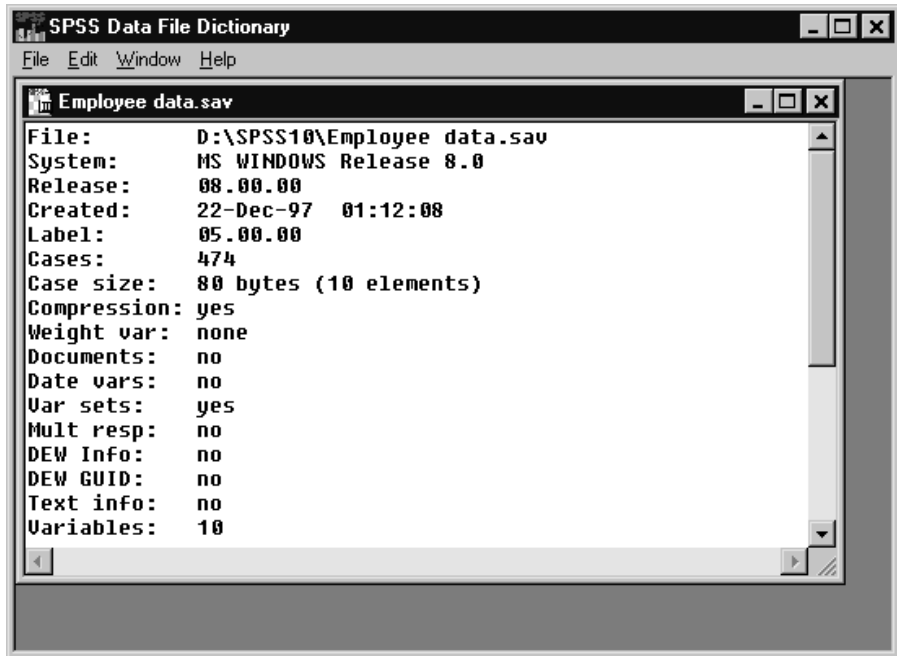 SPSS Data File Dictionary
File Edit Window Help
Employee data.sav
File: D:\SPSS10\Employee data.sav
System: MS WINDOWS Release 8.0
Release: 08.00.00
Created: 22-Dec-97 01:12:08
Label: 05.00.00
Cases: 474
Case size: 80 bytes (10 elements)
Compression: yes
Weight var: none
Documents: no
Date vars: no
Var sets: yes
Mult resp: no
DEW Info: no
DEW GUID: no
Text info: no
Variables: 10